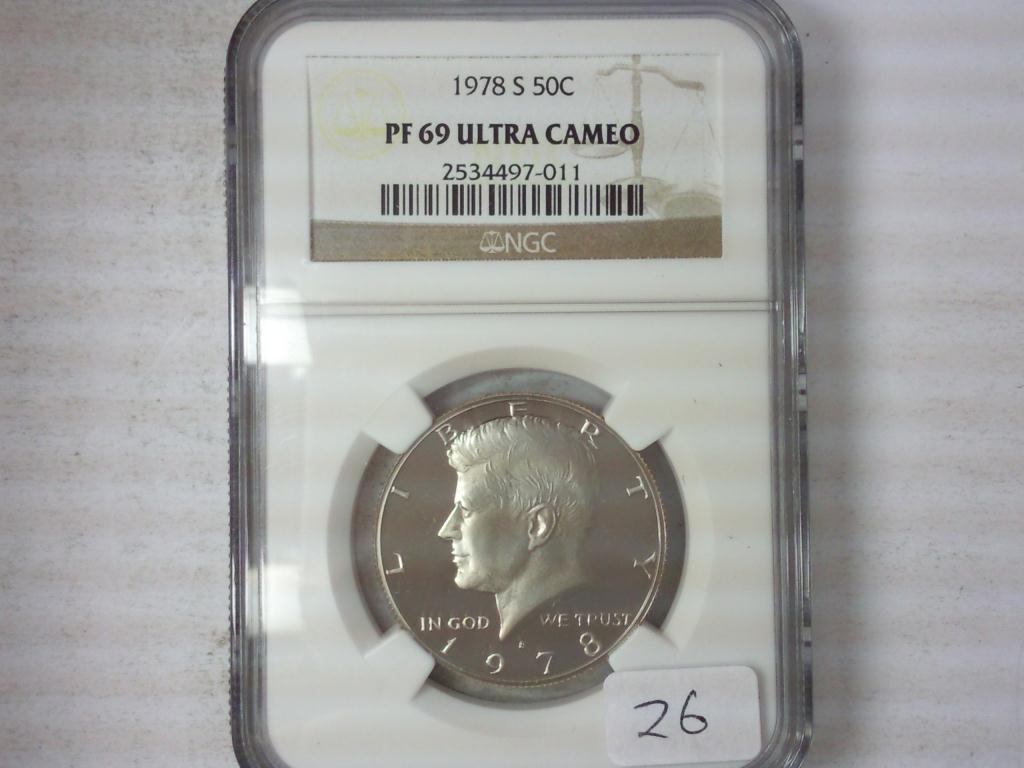 1978 S 50C
PF 69 ULTRA CAMEO
2534497-011
NGC
LIBERTY
IN GOD WE TRUST
1978
26